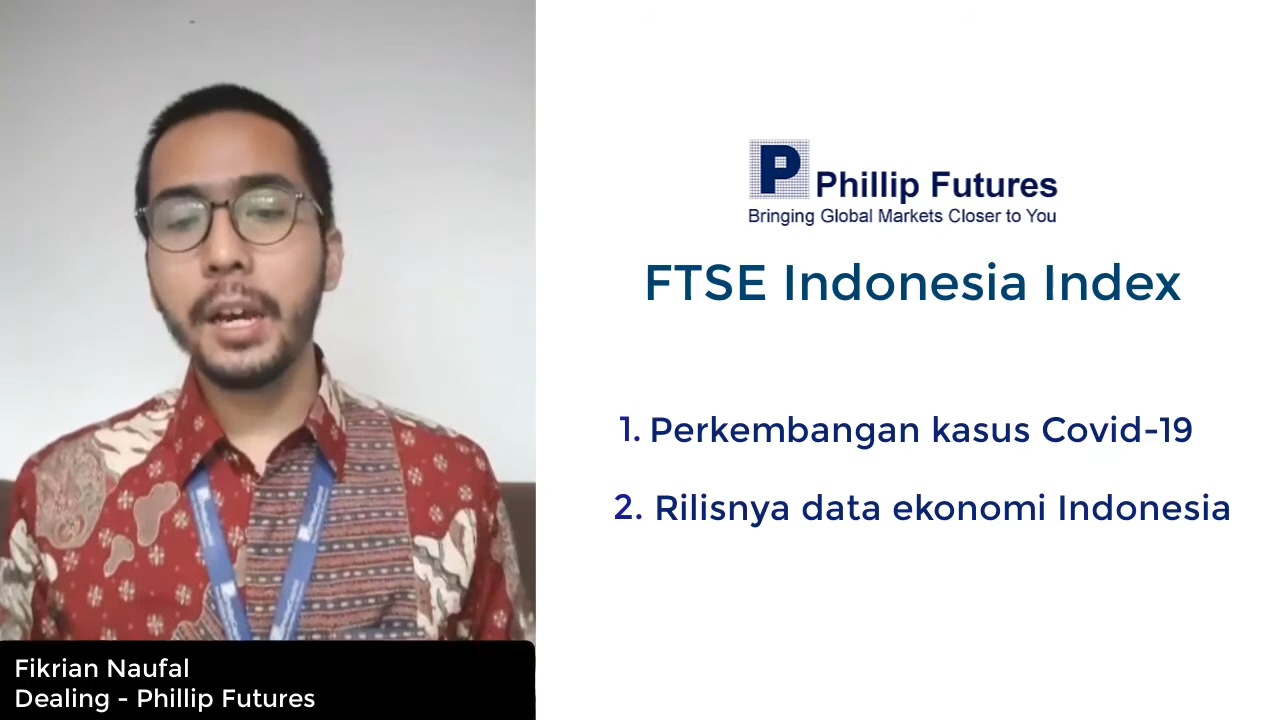 P Phillip Futures
Bringing Global Markets Closer to You
FTSE Indonesia Index
1. Perkembangan kasus Covid-19
2. Rilisnya data ekonomi Indonesia
Fikrian Naufal
Dealing - Phillip Futures